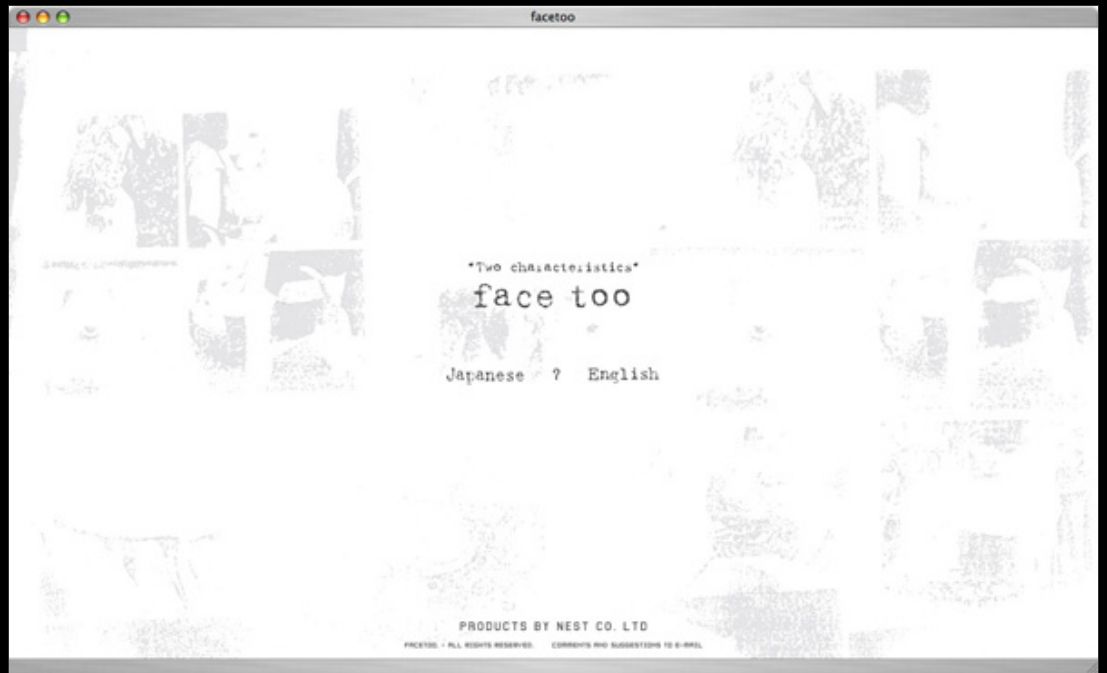 facetoo
"Two characteristics"
face too
Japanese ? English
PRODUCTS BY NEST CO. LTD
FACETOO. - ALL RIGHTS RESERVED. COMMENTS AND SUGGESTIONS TO E-MAIL